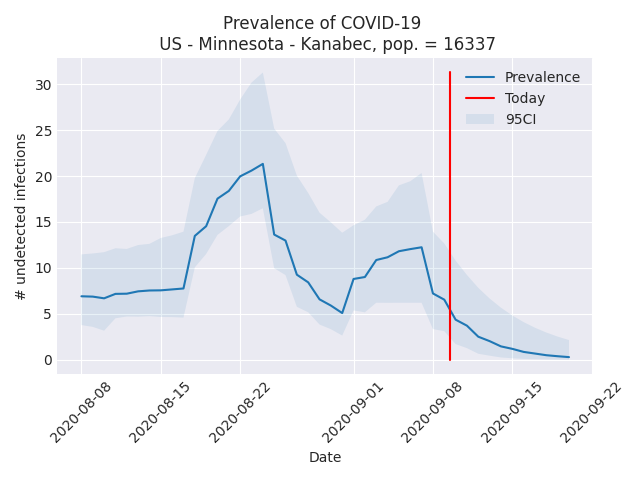 Prevalence of COVID-19
US - Minnesota - Kanabec, pop. = 16337
Prevalence
Today
95CI
# undetected infections
30
25
20
15
10
5
0
2020-08-08
2020-08-15
2020-08-22
2020-09-01
2020-09-08
2020-09-15
2020-09-22
Date